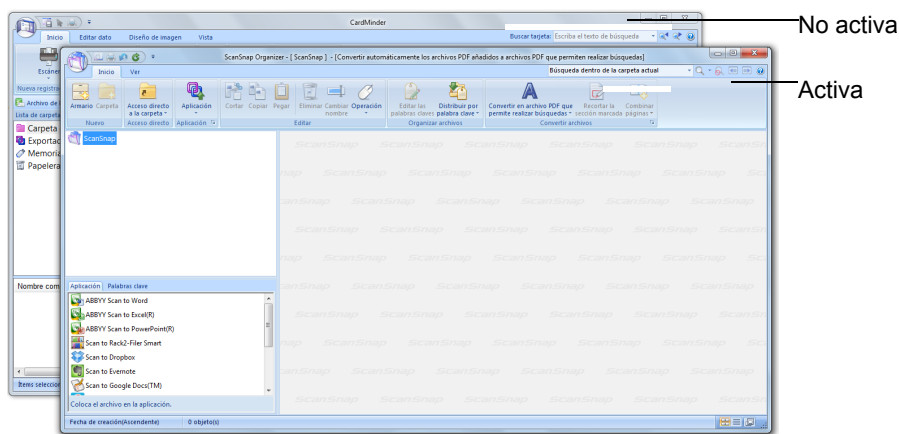 CardMinder
No activa
Inicio Editar dato Diseño de imagen Vista Buscar tarjeta: Escriba el texto de búsqueda
Escáner
Nueva registra
Archivo de
Lista de carpeta
Carpeta
Exportac
Memoria
Papelera
Nombre com
Ítems seleccion
ScanSnap Organizer - [ ScanSnap ] - [Convertir automáticamente los archivos PDF añadidos a archivos PDF que permiten realizar búsquedas]
Activa
Inicio Ver Búsqueda dentro de la carpeta actual
Armario Carpeta Acceso directo a la carpeta Aplicación Cortar Copiar Pegar Eliminar Cambiar nombre Operación Editar las palabras claves Distribuir por palabra clave Convertir en archivo PDF que permite realizar búsquedas Recortar la sección marcada Combinar páginas
Nuevo Acceso directo Aplicación Editar Organizar archivos Convertir archivos
ScanSnap
Aplicación Palabras clave
ABBYY Scan to Word
ABBYY Scan to Excel(R)
ABBYY Scan to PowerPoint(R)
Scan to Rack2-Filer Smart
Scan to Dropbox
Scan to Evernote
Scan to Google Docs(TM)
Coloca el archivo en la aplicación.
Fecha de creación(Ascendente) 0 objeto(s)